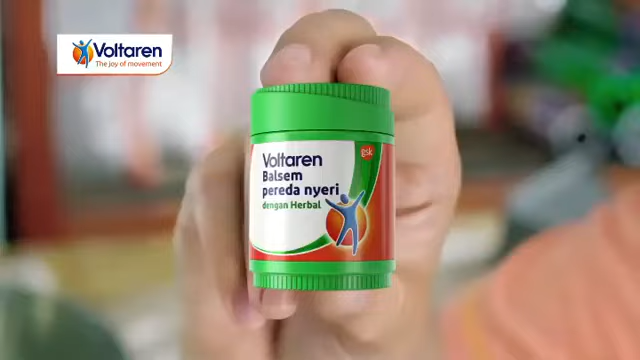 Voltaren
The joy of movement
Voltaren
Balsem
pereda nyeri
dengan Herbal
gsk